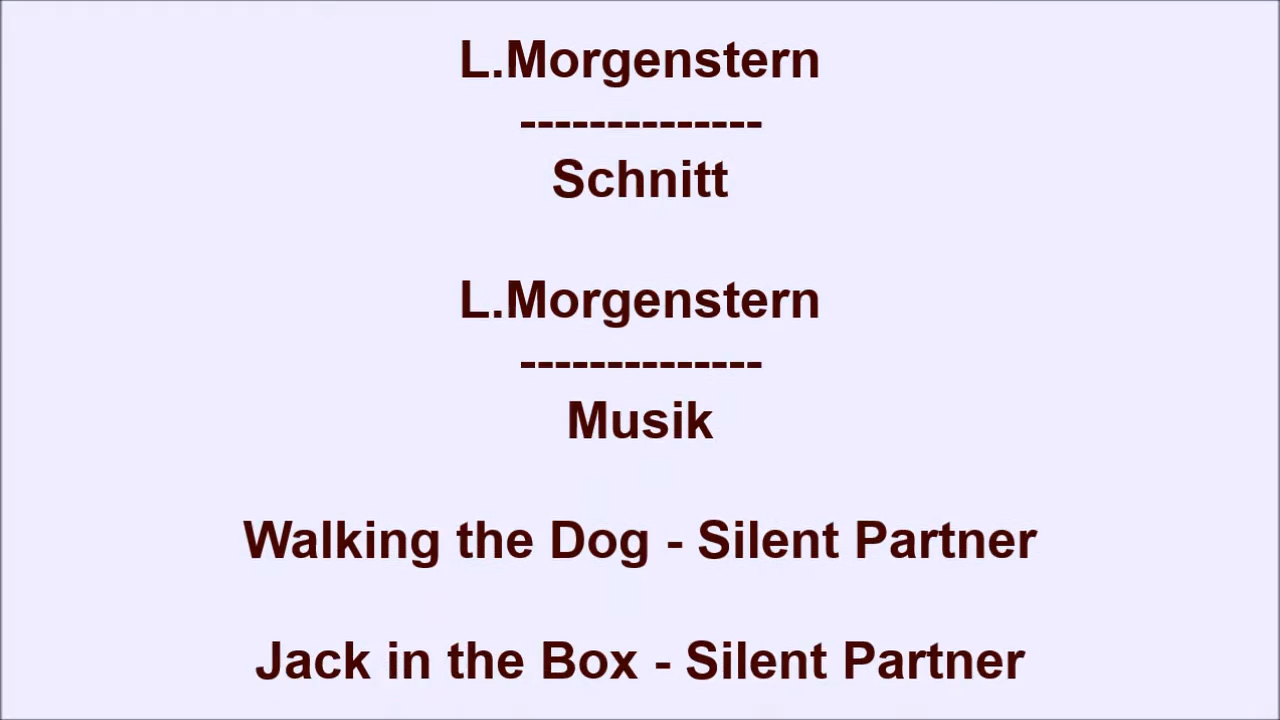 L.Morgenstern
--------------
Schnitt
L.Morgenstern
--------------
Musik
Walking the Dog - Silent Partner
Jack in the Box - Silent Partner